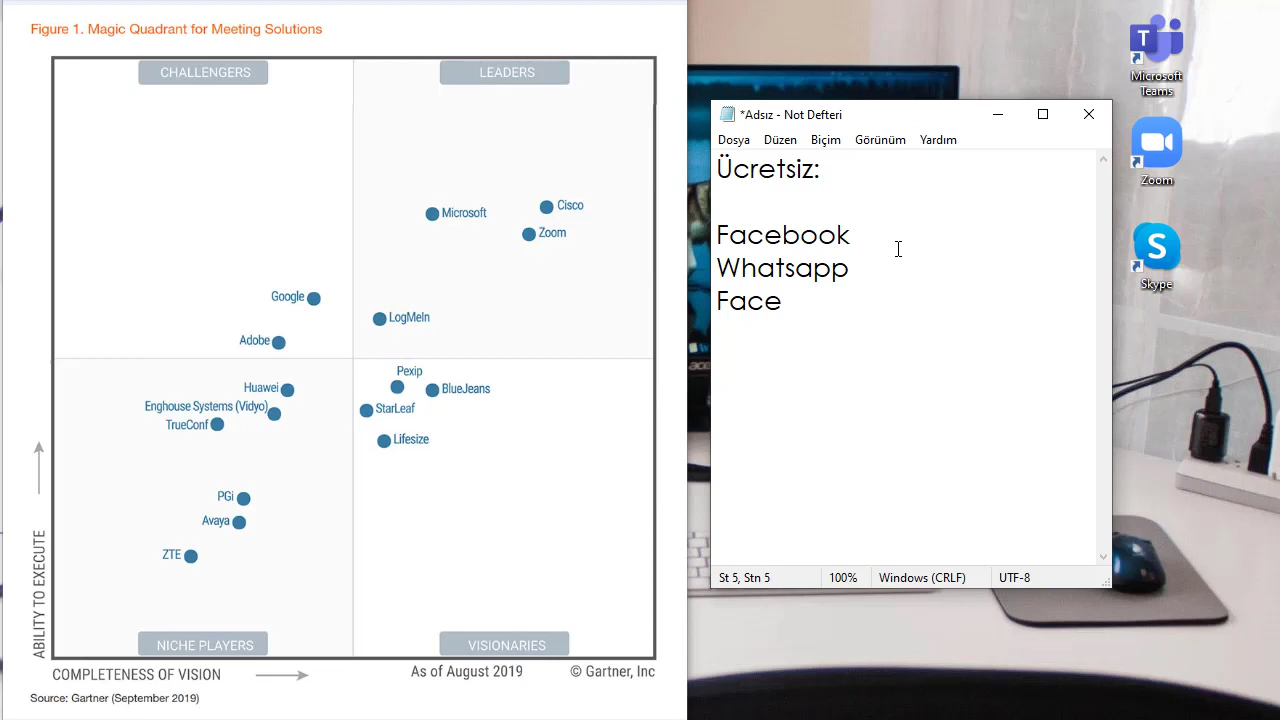 Figure 1. Magic Quadrant for Meeting Solutions
CHALLENGERS
LEADERS
Microsoft
Cisco
Zoom
Google
LogMeIn
Adobe
Pexip
Huawei
BlueJeans
Enghouse Systems (Vidyo)
StarLeaf
TrueConf
Lifesize
PGi
Avaya
ZTE
NICHE PLAYERS
VISIONARIES
ABILITY TO EXECUTE
COMPLETENESS OF VISION
As of August 2019
© Gartner, Inc
Source: Gartner (September 2019)
*Adsız - Not Defteri
Dosya Düzen Biçim Görünüm Yardım
Ücretsiz:
Facebook
Whatsapp
Face
St 5, Stn 5
100%
Windows (CRLF)
UTF-8
Microsoft
Teams
Zoom
Skype